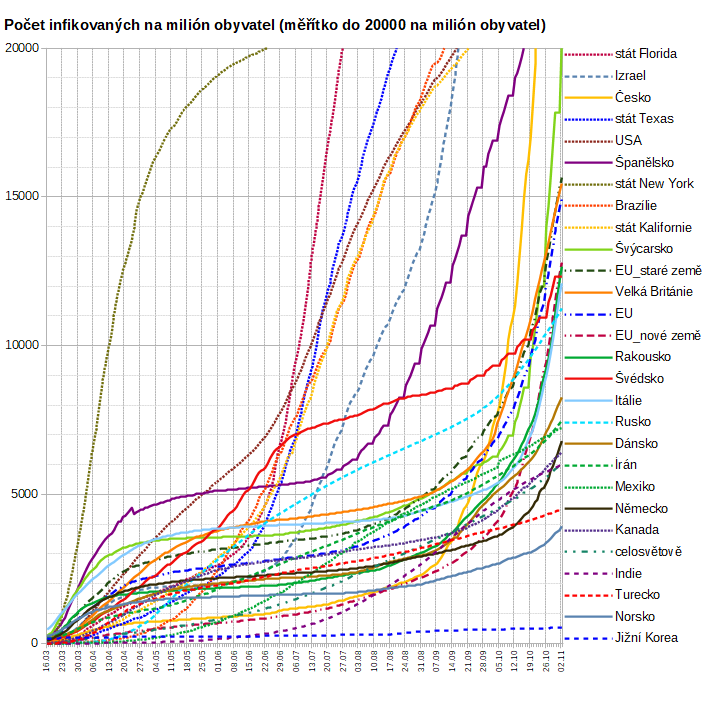 Počet infikovaných na milión obyvatel (měřítko do 20000 na milión obyvatel)
20000
15000
10000
5000
0
16.03
23.03
30.03
06.04
13.04
20.04
27.04
04.05
11.05
18.05
25.05
01.06
08.06
15.06
22.06
29.06
06.07
13.07
20.07
27.07
03.08
10.08
17.08
24.08
31.08
07.09
14.09
21.09
28.09
05.10
12.10
19.10
26.10
02.11
stát Florida
Izrael
Česko
stát Texas
USA
Španělsko
stát New York
Brazílie
stát Kalifornie
Švýcarsko
EU_staré země
Velká Británie
EU
EU_nové země
Rakousko
Švédsko
Itálie
Rusko
Dánsko
Írán
Mexiko
Německo
Kanada
celosvětově
Indie
Turecko
Norsko
Jižní Korea